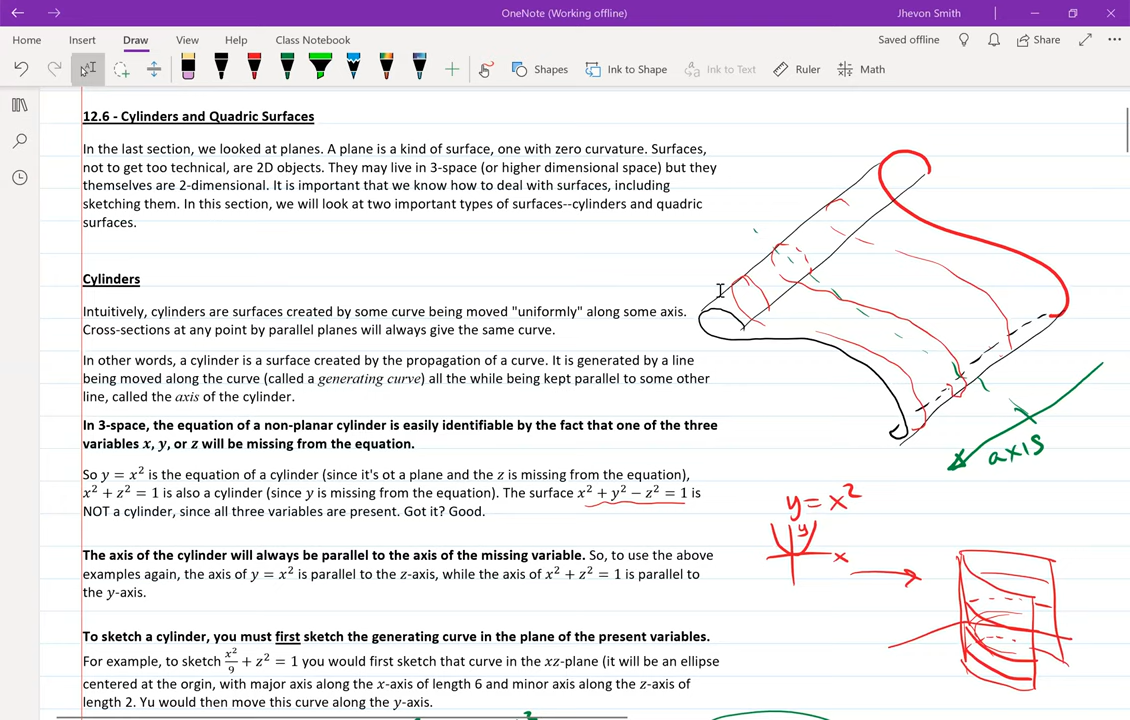 OneNote (Working offline)
Jhevon Smith
Home Insert Draw View Help Class Notebook
Saved offline
Share
Shapes
Ink to Shape
Ink to Text
Ruler
Math
12.6 - Cylinders and Quadric Surfaces
In the last section, we looked at planes. A plane is a kind of surface, one with zero curvature. Surfaces,
not to get too technical, are 2D objects. They may live in 3-space (or higher dimensional space) but they
themselves are 2-dimensional. It is important that we know how to deal with surfaces, including
sketching them. In this section, we will look at two important types of surfaces--cylinders and quadric
surfaces.
Cylinders
Intuitively, cylinders are surfaces created by some curve being moved "uniformly" along some axis.
Cross-sections at any point by parallel planes will always give the same curve.
In other words, a cylinder is a surface created by the propagation of a curve. It is generated by a line
being moved along the curve (called a generating curve) all the while being kept parallel to some other
line, called the axis of the cylinder.
In 3-space, the equation of a non-planar cylinder is easily identifiable by the fact that one of the three
variables x, y, or z will be missing from the equation.
So y = x² is the equation of a cylinder (since it's ot a plane and the z is missing from the equation),
x² + z² = 1 is also a cylinder (since y is missing from the equation). The surface x² + y² − z² = 1 is
NOT a cylinder, since all three variables are present. Got it? Good.
The axis of the cylinder will always be parallel to the axis of the missing variable. So, to use the above
examples again, the axis of y = x² is parallel to the z-axis, while the axis of x² + z² = 1 is parallel to
the y-axis.
To sketch a cylinder, you must first sketch the generating curve in the plane of the present variables.
For example, to sketch x²/9 + z² = 1 you would first sketch that curve in the xz-plane (it will be an ellipse
centered at the orgin, with major axis along the x-axis of length 6 and minor axis along the z-axis of
length 2. Yu would then move this curve along the y-axis.
axis
y = x²
y
x